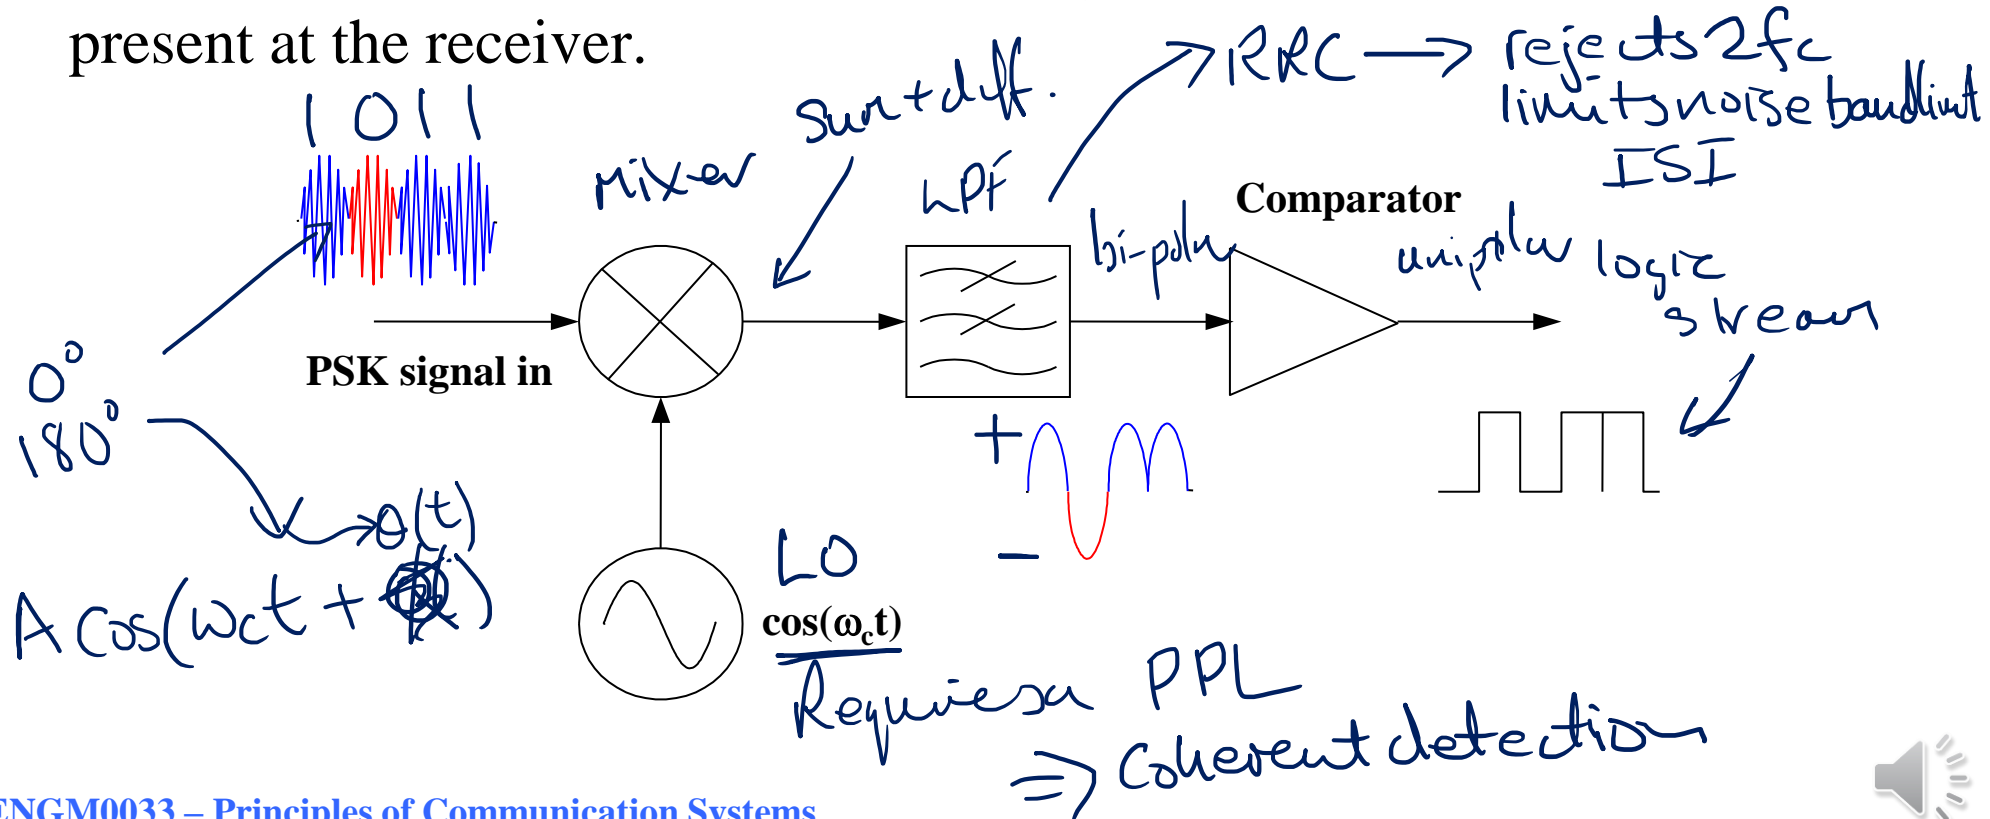 present at the receiver.
1 0 1 1
Mixer
sum + diff.
LPF
RRC → rejects 2fc
limits noise bandlimit
ISI
bi-polar
Comparator
unipolar logic
stream
PSK signal in
0°
180°
θ(t)
A cos(ωct + )
+
-
LO
cos(ωct)
Requires a PPL
⇒ Coherent detection
ENGM0033 – Principles of Communication Systems